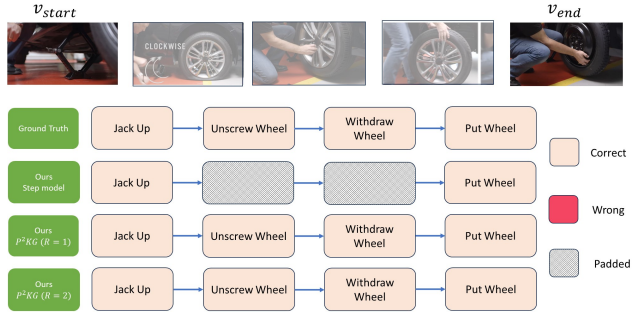 v_start
v_end
CLOCKWISE
Ground Truth
Jack Up
Unscrew Wheel
Withdraw
Wheel
Put Wheel
Correct
Ours
Step model
Jack Up
Put Wheel
Wrong
Ours
P²KG (R = 1)
Jack Up
Unscrew Wheel
Withdraw
Wheel
Put Wheel
Padded
Ours
P²KG (R = 2)
Jack Up
Unscrew Wheel
Withdraw
Wheel
Put Wheel